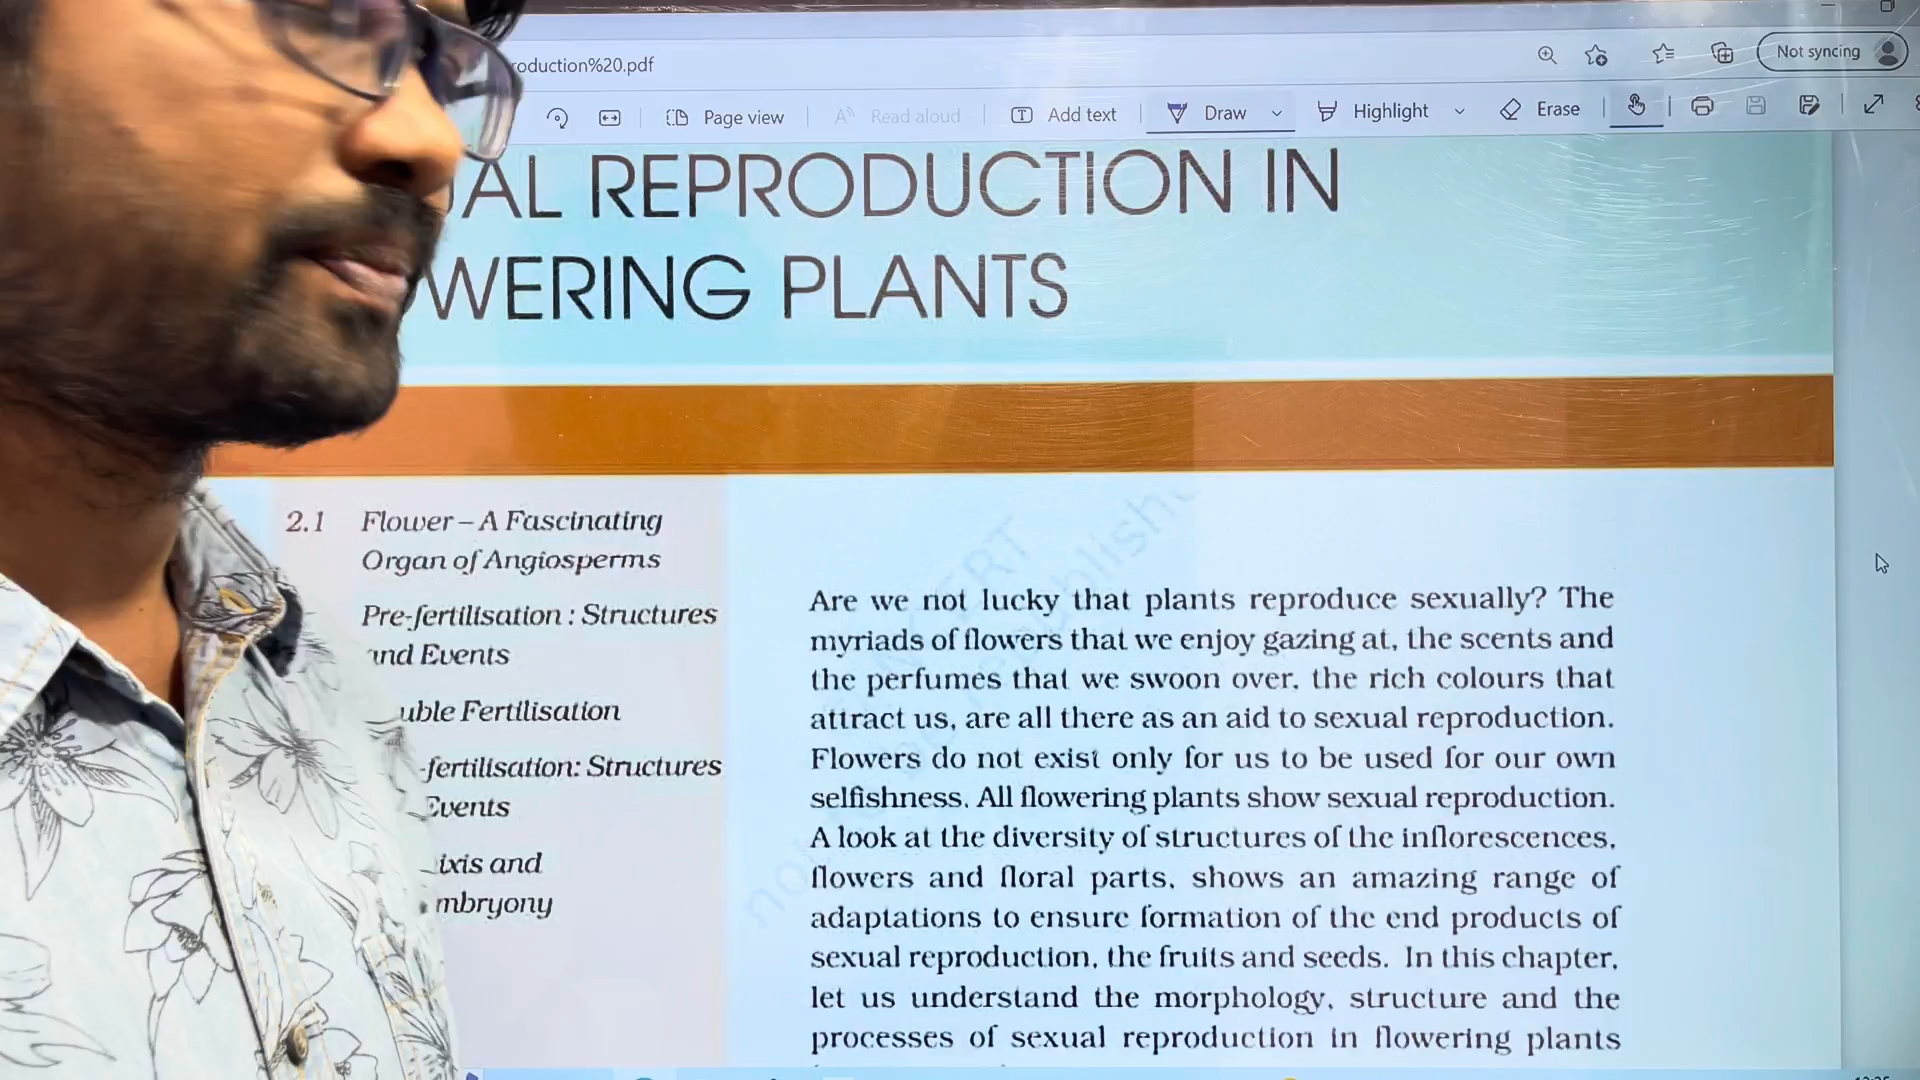 roduction%20.pdf
Not syncing
Page view
Read aloud
Add text
Draw
Highlight
Erase
AL REPRODUCTION IN
WERING PLANTS
2.1 Flower – A Fascinating
Organ of Angiosperms
Pre-fertilisation : Structures
and Events
uble Fertilisation
-fertilisation: Structures
Events
ixis and
mbryony
Are we not lucky that plants reproduce sexually? The
myriads of flowers that we enjoy gazing at, the scents and
the perfumes that we swoon over, the rich colours that
attract us, are all there as an aid to sexual reproduction.
Flowers do not exist only for us to be used for our own
selfishness. All flowering plants show sexual reproduction.
A look at the diversity of structures of the inflorescences,
flowers and floral parts, shows an amazing range of
adaptations to ensure formation of the end products of
sexual reproduction, the fruits and seeds. In this chapter,
let us understand the morphology, structure and the
processes of sexual reproduction in flowering plants